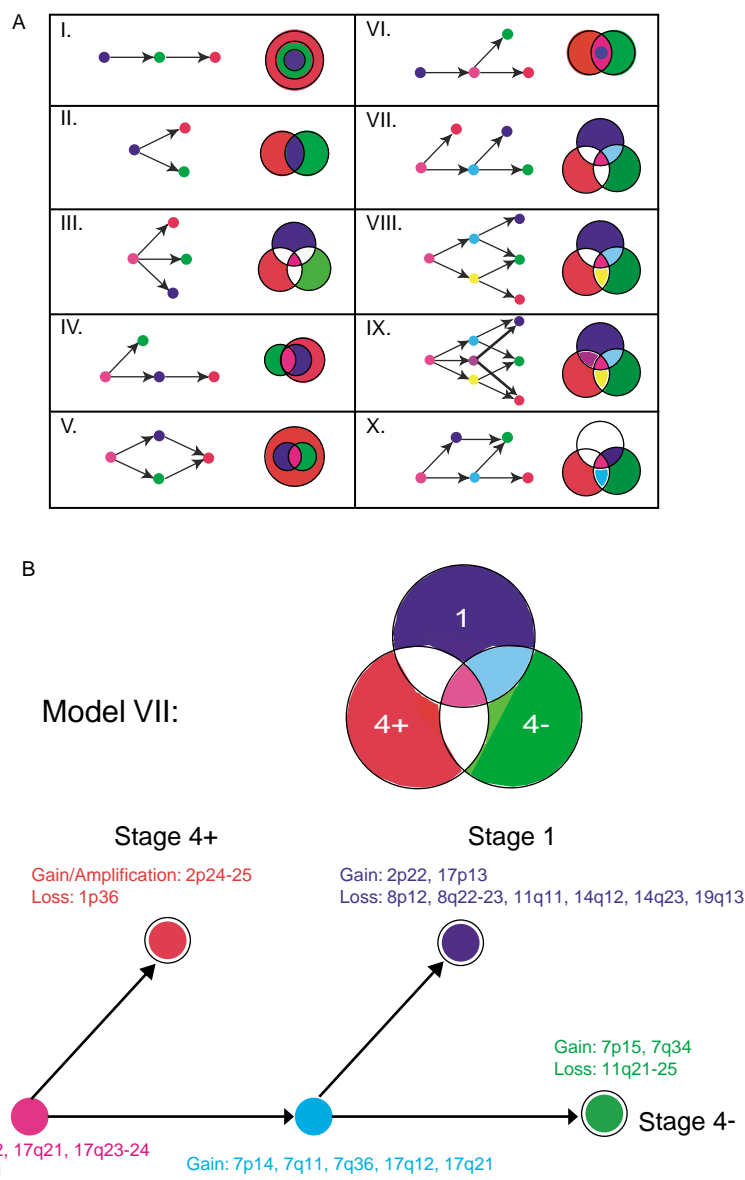 A
I.
VI.
II.
VII.
III.
VIII.
IV.
IX.
V.
X.
B
Model VII:
1
4+
4-
Stage 4+
Stage 1
Gain/Amplification: 2p24-25
Loss: 1p36
Gain: 2p22, 17p13
Loss: 8p12, 8q22-23, 11q11, 14q12, 14q23, 19q13
Gain: 7p15, 7q34
Loss: 11q21-25
Stage 4-
17q21, 17q23-24
Gain: 7p14, 7q11, 7q36, 17q12, 17q21